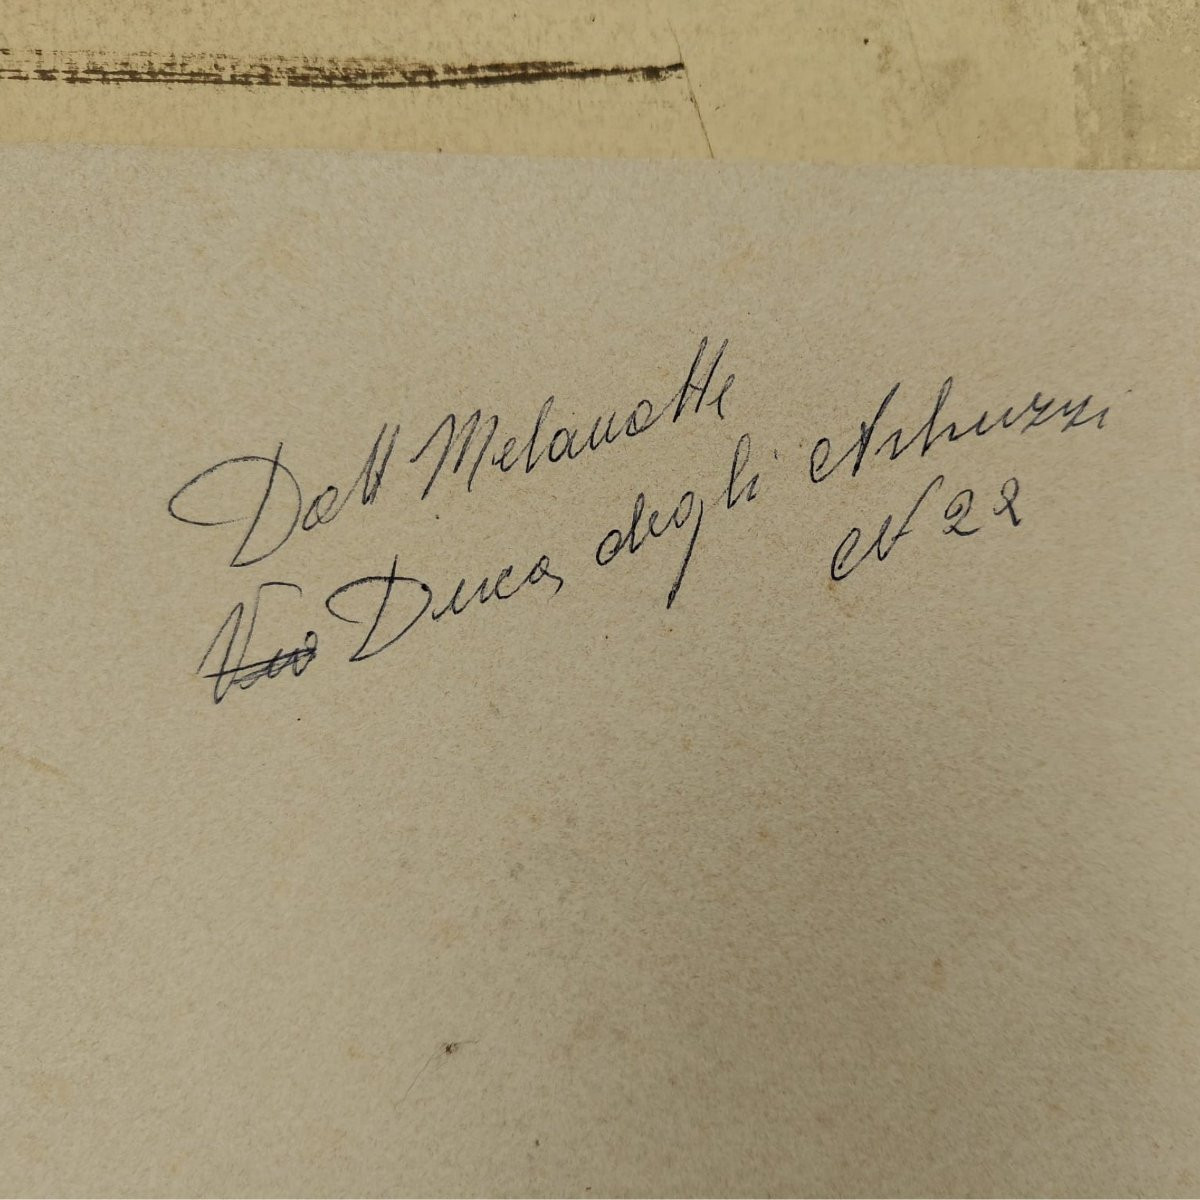 Dott Melanotte
Via Duca degli Abruzzi
N 22